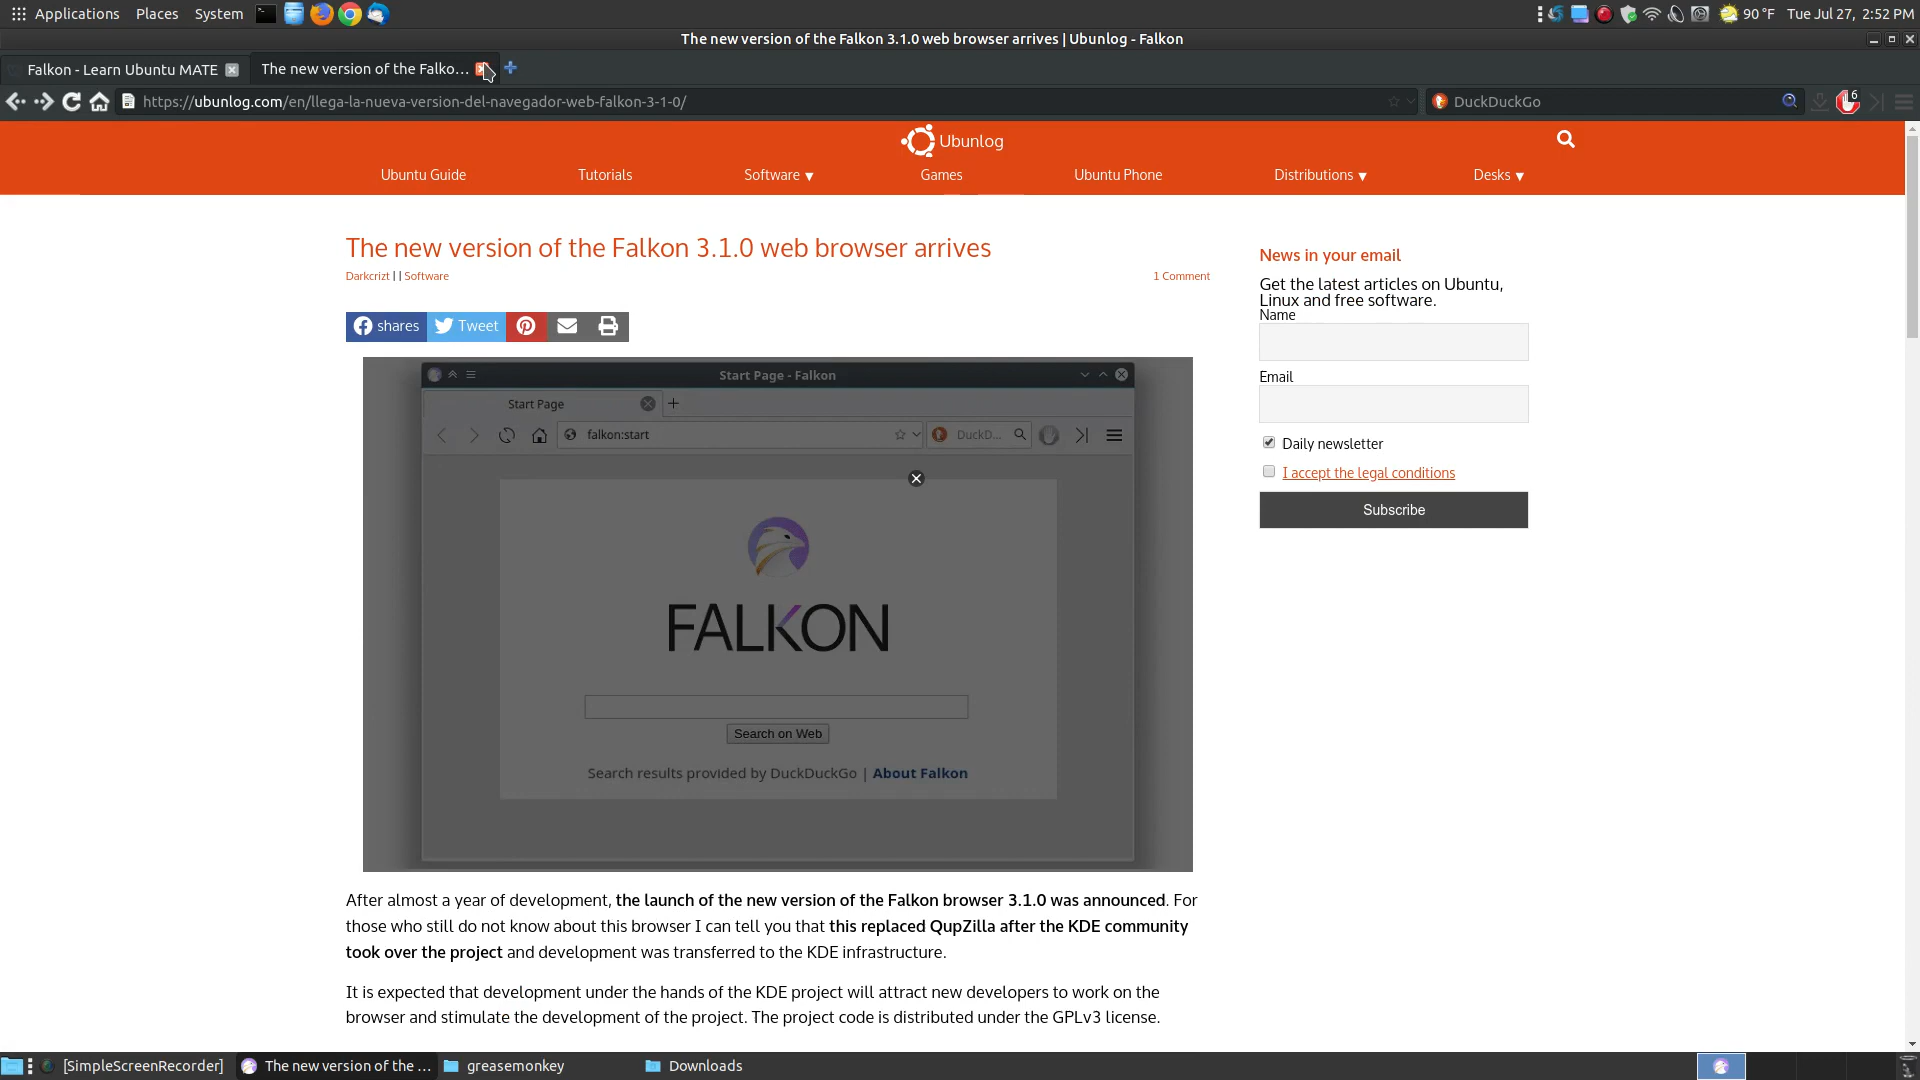 Applications Places System 90 °F Tue Jul 27, 2:52 PM
The new version of the Falkon 3.1.0 web browser arrives | Ubunlog - Falkon
Falkon - Learn Ubuntu MATE The new version of the Falko...
https://ubunlog.com/en/llega-la-nueva-version-del-navegador-web-falkon-3-1-0/ DuckDuckGo 6
Ubunlog
Ubuntu Guide Tutorials Software ▼ Games Ubuntu Phone Distributions ▼ Desks ▼
The new version of the Falkon 3.1.0 web browser arrives
Darkcrizt | | Software 1 Comment
shares Tweet
Start Page - Falkon
Start Page
falkon:start DuckD...
FALKON
Search on Web
Search results provided by DuckDuckGo | About Falkon
After almost a year of development, the launch of the new version of the Falkon browser 3.1.0 was announced. For
those who still do not know about this browser I can tell you that this replaced QupZilla after the KDE community
took over the project and development was transferred to the KDE infrastructure.
It is expected that development under the hands of the KDE project will attract new developers to work on the
browser and stimulate the development of the project. The project code is distributed under the GPLv3 license.
News in your email
Get the latest articles on Ubuntu,
Linux and free software.
Name
Email
Daily newsletter
I accept the legal conditions
Subscribe
[SimpleScreenRecorder] The new version of the ... greasemonkey Downloads